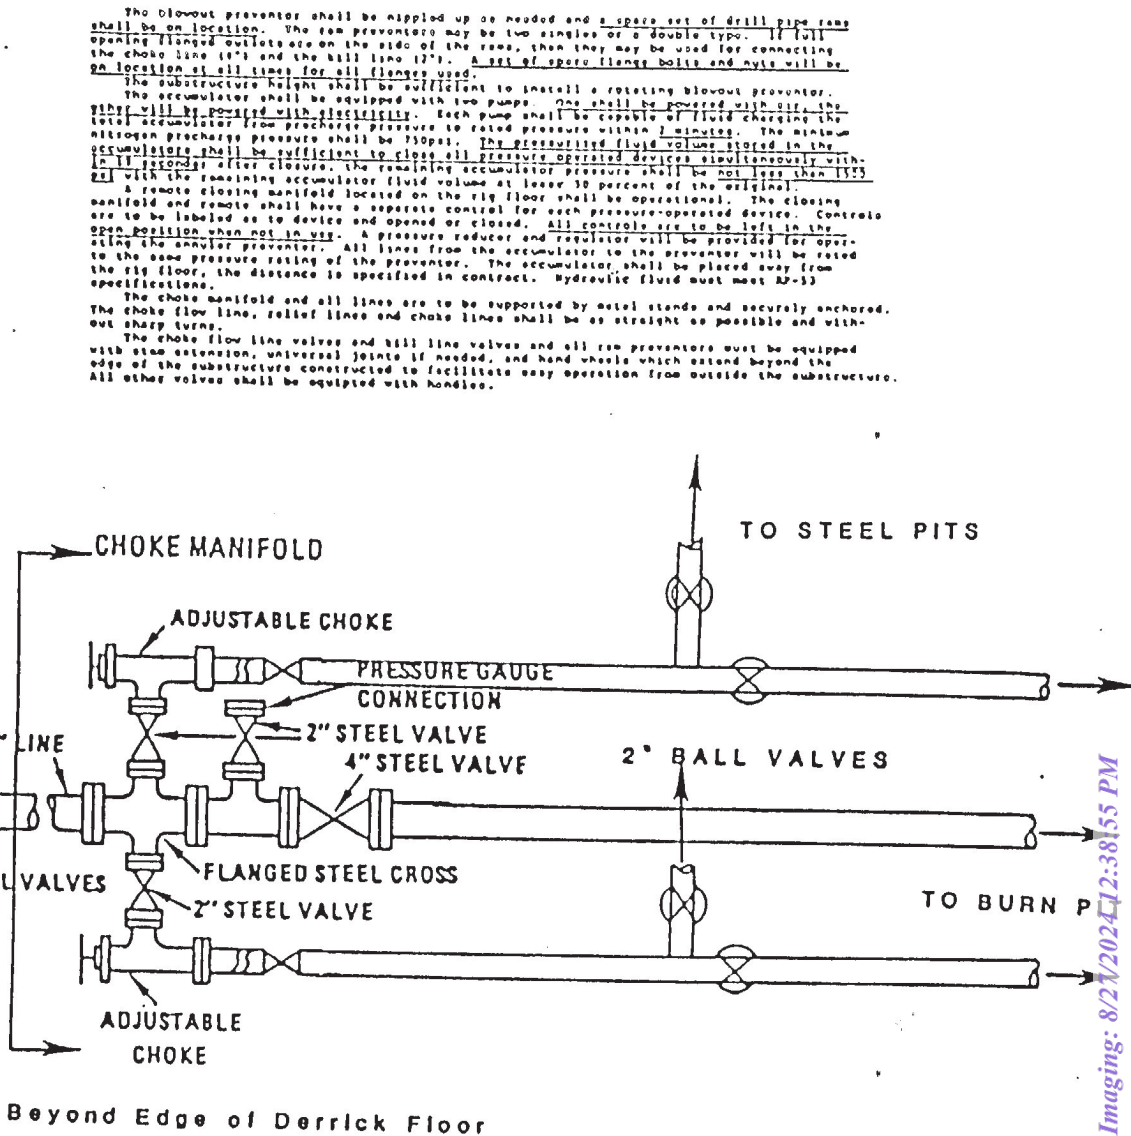 The blowout preventor shall be nippled up as needed and a spare set of drill pipe rams
shall be on location. The ram preventors may be two singles or a double type. If full
opening flanged outlets are on the side of the rams, then they may be used for connecting
the choke line (4") and the kill line (2"). A set of spare flange bolts and nuts will be
on location at all times for all flanges used.
The substructure height shall be sufficient to install a rotating blowout preventor.
The accumulator shall be equipped with two pumps. One shall be powered with air, the
other will be powered with electricity. Each pump shall be capable of fluid charging the
total accumulator from precharge pressure to rated pressure within minutes. The minimum
nitrogen precharge pressure shall be 750psi. The pressurized fluid volume stored in the
accumulators shall be sufficient to close all pressure operated devices simultaneously with-
in seconds after closure, the remaining accumulator pressure shall be not less than
with the remaining accumulator fluid volume at least 50 percent of the original.
A remote closing manifold located on the rig floor shall be operational. The closing
manifold and remote shall have a separate control for each pressure-operated device. Controls
are to be labeled as to device and opened or closed. All controls are to be left in the
open position when not in use. A pressure reducer and regulator will be provided for oper-
ating the annular preventor. All lines from the accumulator to the preventor will be rated
to the same pressure rating of the preventor. The accumulator shall be placed away from
the rig floor, the distance is specified in contract. Hydraulic fluid must meet
specifications.
The choke manifold and all lines are to be supported by metal stands and securely anchored.
The choke flow line, relief lines and choke lines shall be as straight as possible and with-
out sharp turns.
The choke flow line valves and kill line valves and all ram preventors must be equipped
with stem extension, universal joints if needed, and hand wheels which extend beyond the
edge of the substructure constructed to facilitate easy operation from outside the substructure.
All other valves shall be equipted with handles.
TO STEEL PITS
CHOKE MANIFOLD
ADJUSTABLE CHOKE
PRESSURE GAUGE
CONNECTION
" LINE
2" STEEL VALVE
4" STEEL VALVE
2" BALL VALVES
FLANGED STEEL CROSS
L VALVES
2" STEEL VALVE
TO BURN P
ADJUSTABLE
CHOKE
Beyond Edge of Derrick Floor
Imaging: 8/27/2024 12:38:55 PM